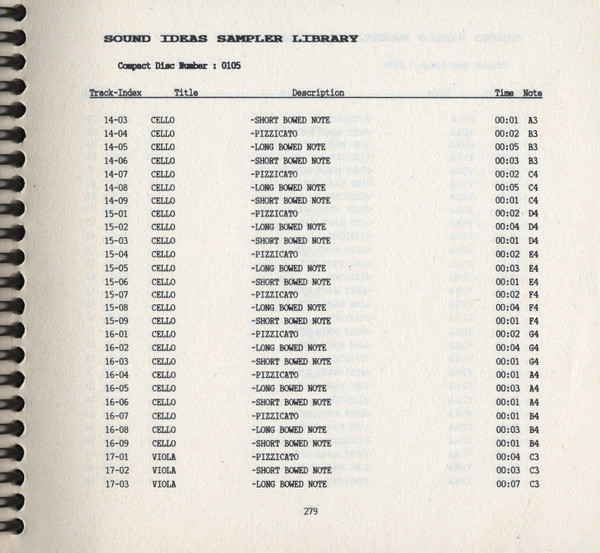 SOUND IDEAS SAMPLER LIBRARY
Compact Disc Number : 0105
Track-Index Title Description Time Note
14-03 CELLO -SHORT BOWED NOTE 00:01 A3
14-04 CELLO -PIZZICATO 00:02 B3
14-05 CELLO -LONG BOWED NOTE 00:05 B3
14-06 CELLO -SHORT BOWED NOTE 00:03 B3
14-07 CELLO -PIZZICATO 00:02 C4
14-08 CELLO -LONG BOWED NOTE 00:05 C4
14-09 CELLO -SHORT BOWED NOTE 00:01 C4
15-01 CELLO -PIZZICATO 00:02 D4
15-02 CELLO -LONG BOWED NOTE 00:04 D4
15-03 CELLO -SHORT BOWED NOTE 00:01 D4
15-04 CELLO -PIZZICATO 00:02 E4
15-05 CELLO -LONG BOWED NOTE 00:03 E4
15-06 CELLO -SHORT BOWED NOTE 00:01 E4
15-07 CELLO -PIZZICATO 00:02 F4
15-08 CELLO -LONG BOWED NOTE 00:04 F4
15-09 CELLO -SHORT BOWED NOTE 00:01 F4
16-01 CELLO -PIZZICATO 00:02 G4
16-02 CELLO -LONG BOWED NOTE 00:04 G4
16-03 CELLO -SHORT BOWED NOTE 00:01 G4
16-04 CELLO -PIZZICATO 00:01 A4
16-05 CELLO -LONG BOWED NOTE 00:03 A4
16-06 CELLO -SHORT BOWED NOTE 00:01 A4
16-07 CELLO -PIZZICATO 00:01 B4
16-08 CELLO -LONG BOWED NOTE 00:03 B4
16-09 CELLO -SHORT BOWED NOTE 00:01 B4
17-01 VIOLA -PIZZICATO 00:04 C3
17-02 VIOLA -SHORT BOWED NOTE 00:03 C3
17-03 VIOLA -LONG BOWED NOTE 00:07 C3
279